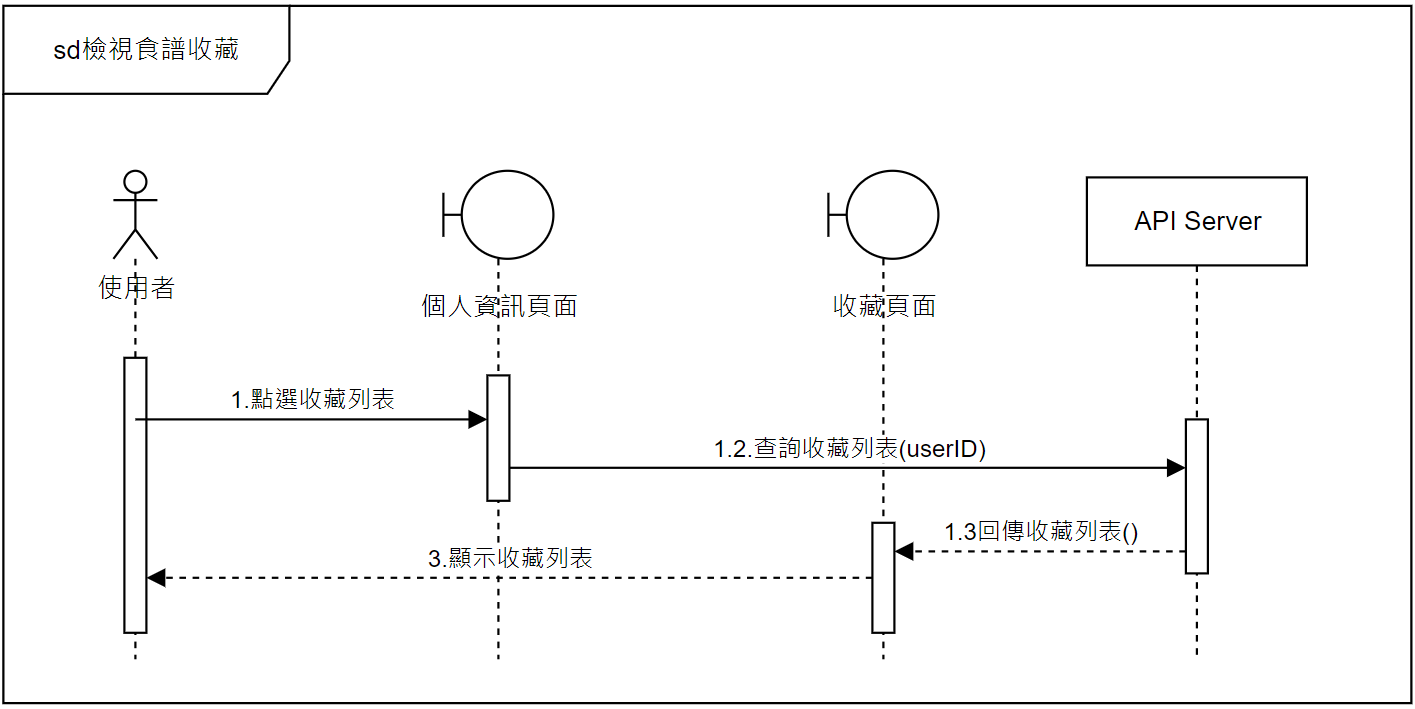 sd檢視食譜收藏
使用者
個人資訊頁面
收藏頁面
API Server
1.點選收藏列表
1.2.查詢收藏列表(userID)
1.3回傳收藏列表()
3.顯示收藏列表